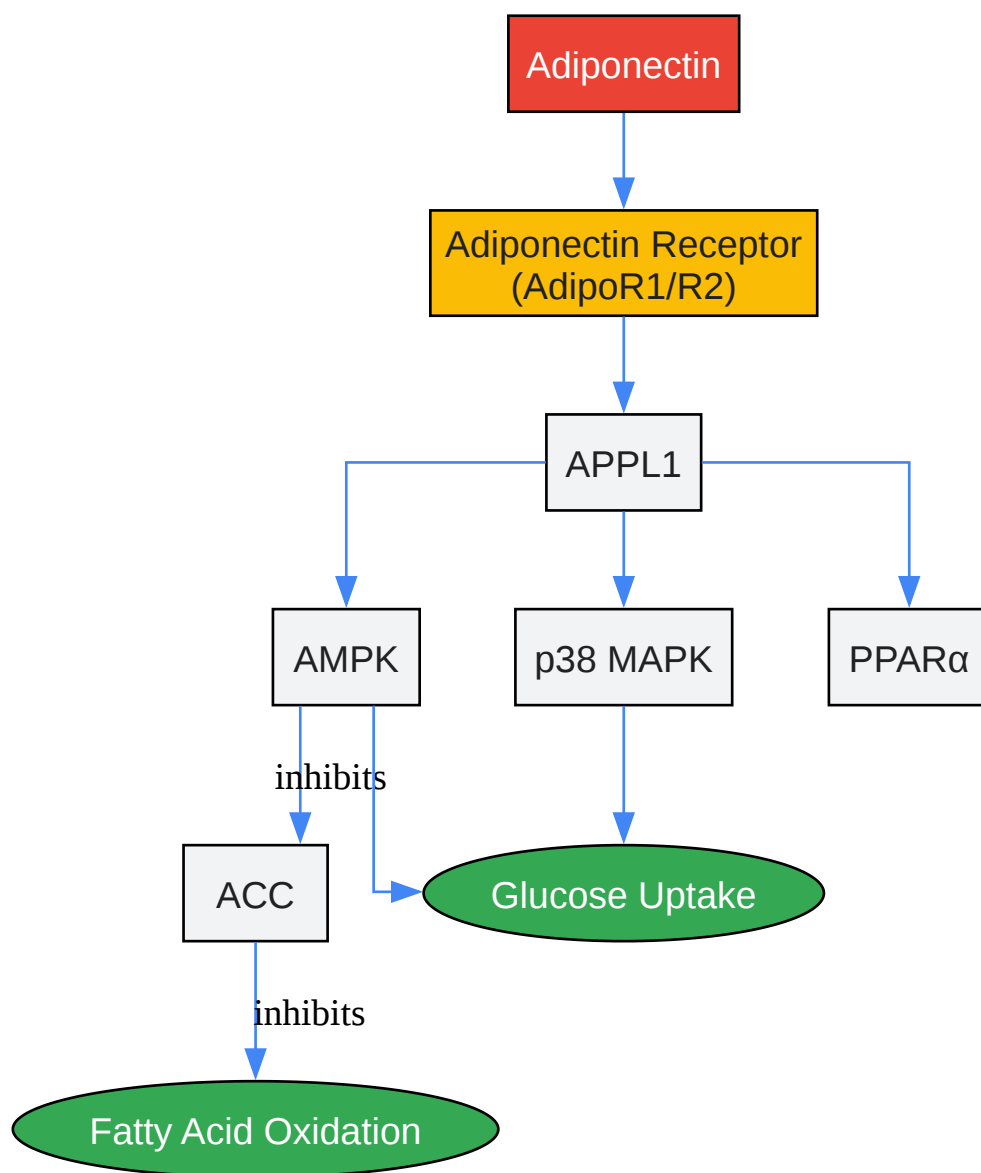 Adiponectin
Adiponectin Receptor
(AdipoR1/R2)
APPL1
AMPK
p38 MAPK
PPARα
inhibits
ACC
Glucose Uptake
inhibits
Fatty Acid Oxidation